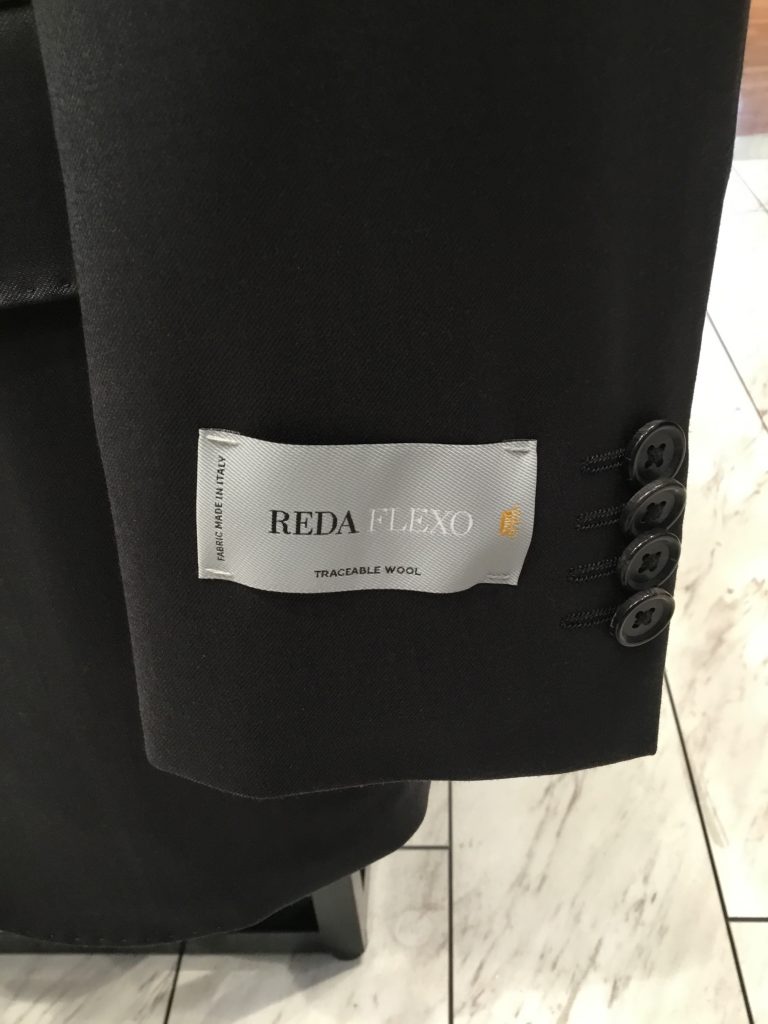 FABRIC MADE IN ITALY
REDA FLEXO
TRACEABLE WOOL